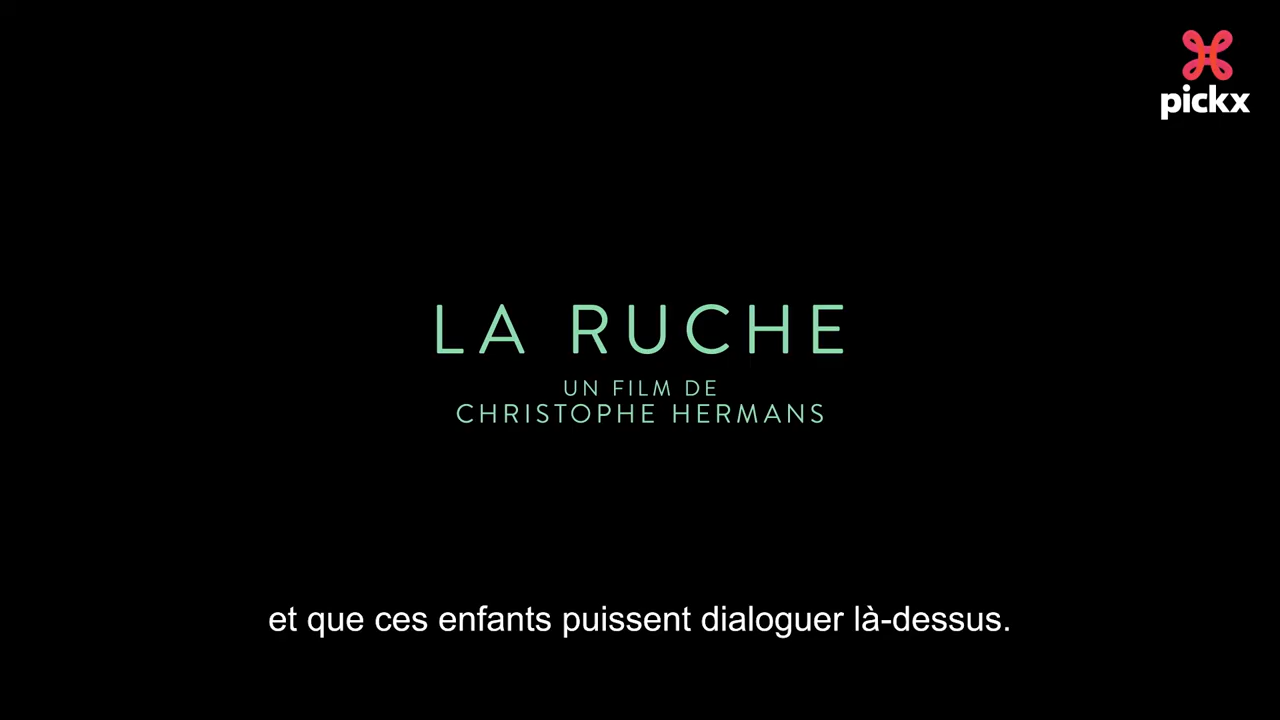 pickx
LA RUCHE
UN FILM DE
CHRISTOPHE HERMANS
et que ces enfants puissent dialoguer là-dessus.